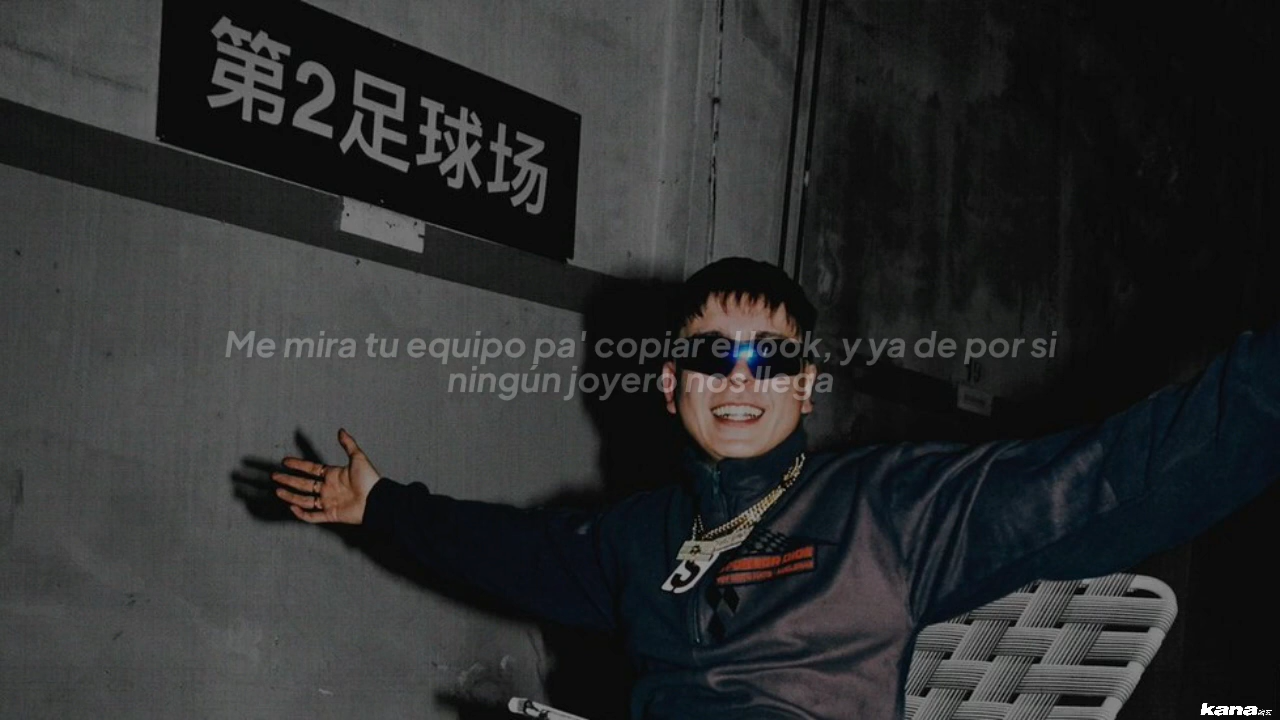 第2足球场
Me mira tu equipo pa' copiar el look, y ya de por si
ningún joyero nos llega
kana